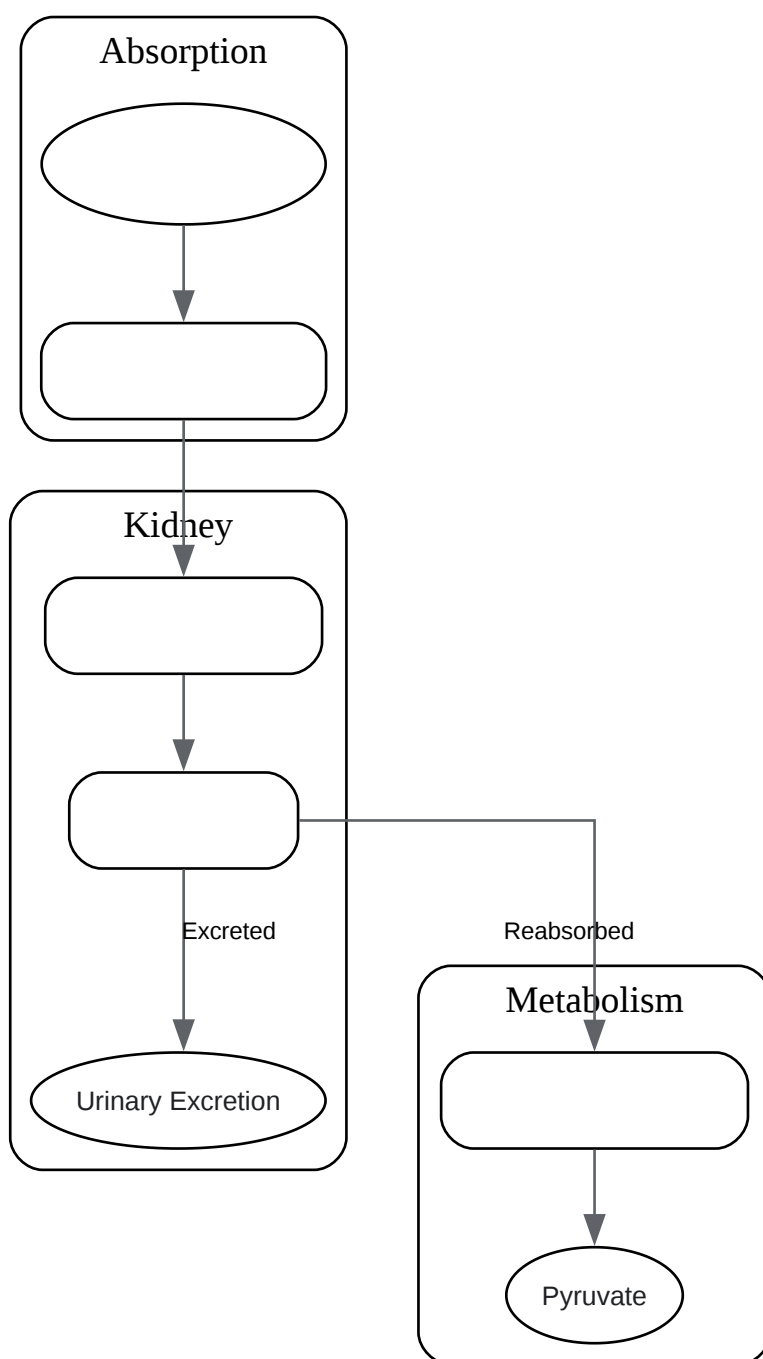 Absorption
Kidney
Excreted
Reabsorbed
Metabolism
Urinary Excretion
Pyruvate